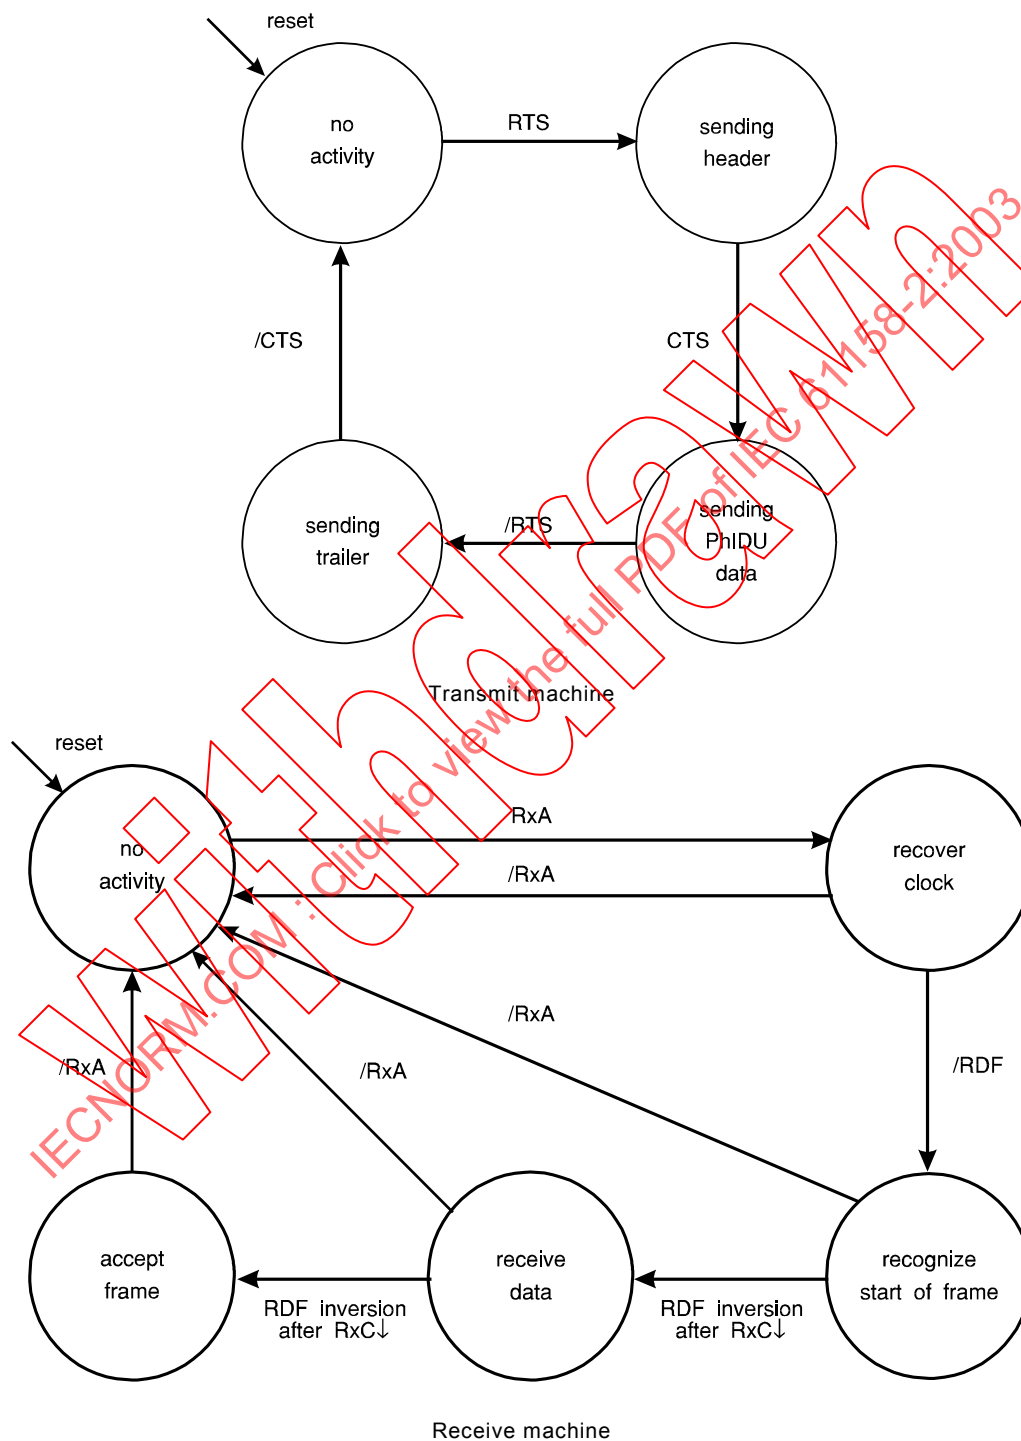 reset
no
activity
RTS
sending
header
/CTS
CTS
sending
trailer
/RTS
sending
PhIDU
data
Transmit machine
reset
no
activity
RxA
recover
clock
/RxA
/RxA
/RxA
/RxA
/RDF
accept
frame
RDF inversion
after RxC↓
receive
data
RDF inversion
after RxC↓
recognize
start of frame
Receive machine
IECNORM.COM : Click to view the full PDF of IEC 61158-2:2003
Withdrawn